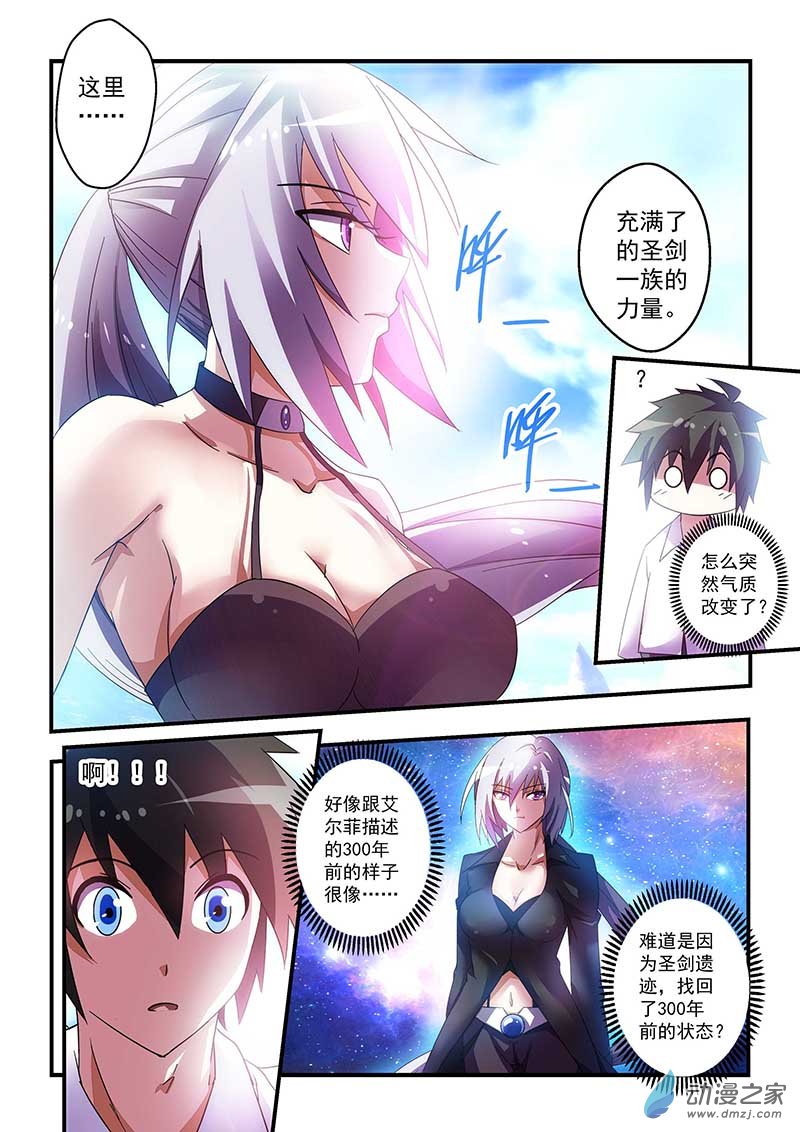 这里
……
充满了
的圣剑
一族的
力量。
呼_
呼_
?
怎么突
然气质
改变了?
啊!!!
好像跟艾
尔菲描述
的300年
前的样子
很像……
难道是因
为圣剑遗
迹，找回
了300年
前的状态?
动漫之家
www.dmzj.com